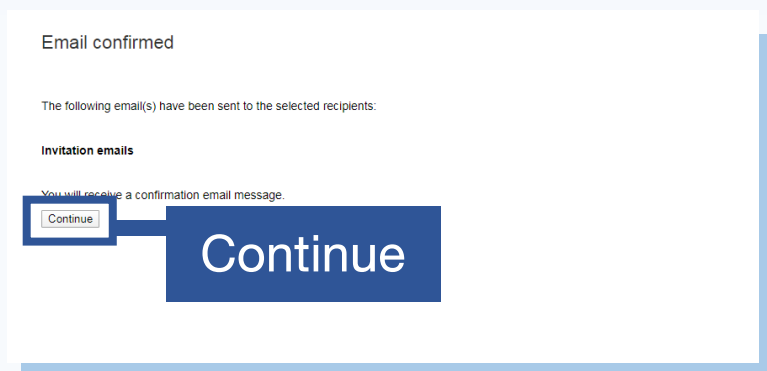 Email confirmed
The following email(s) have been sent to the selected recipients:
Invitation emails
You will receive a confirmation email message.
Continue
Continue